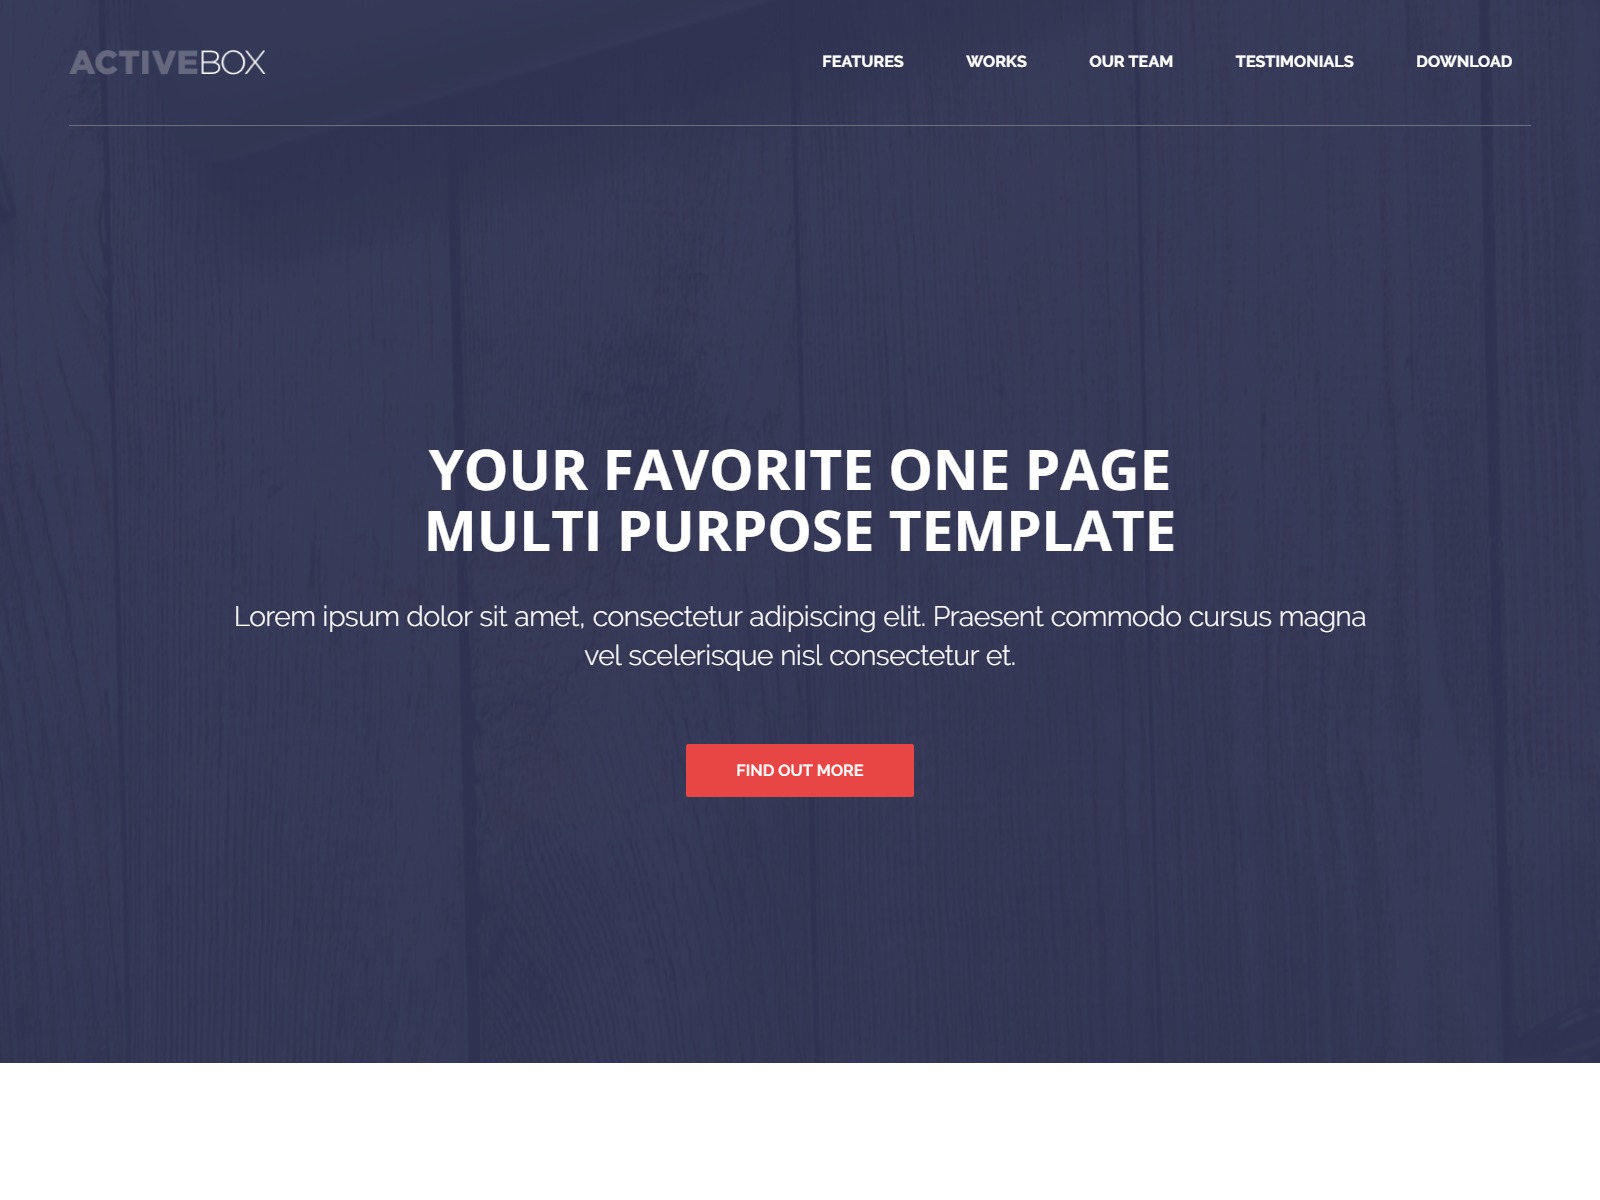 ACTIVEBOX
FEATURES WORKS OUR TEAM TESTIMONIALS DOWNLOAD
YOUR FAVORITE ONE PAGE
MULTI PURPOSE TEMPLATE
Lorem ipsum dolor sit amet, consectetur adipiscing elit. Praesent commodo cursus magna
vel scelerisque nisl consectetur et.
FIND OUT MORE